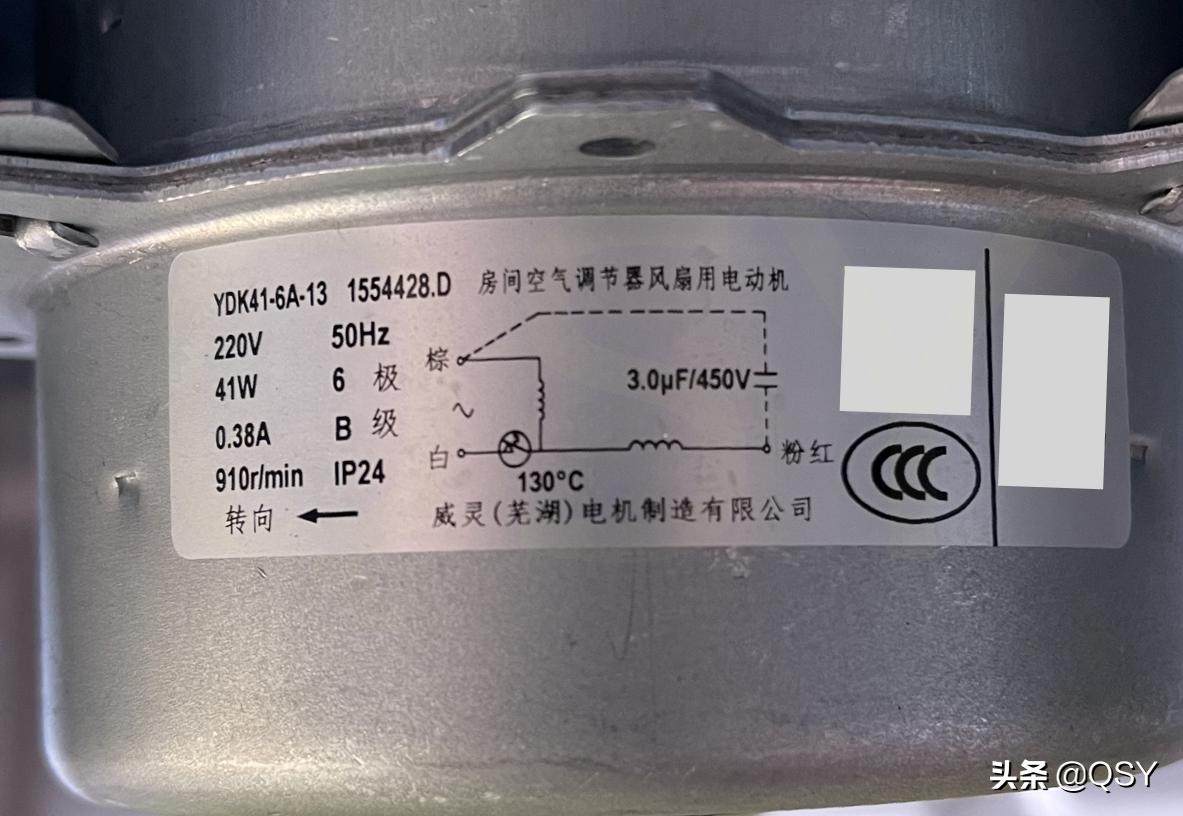 YDK41-6A-13 1554428.D 房间空气调节器风扇用电动机
220V 50Hz
41W 6 极
0.38A B 级
910r/min IP24
转向
棕
3.0μF/450V
~
白
粉红
130°C
威灵(芜湖)电机制造有限公司
CCC
头条 @QSY